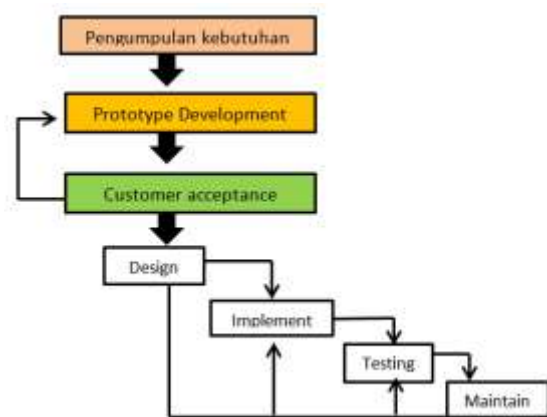 Pengumpulan kebutuhan
Prototype Development
Customer acceptance
Design
Implement
Testing
Maintain